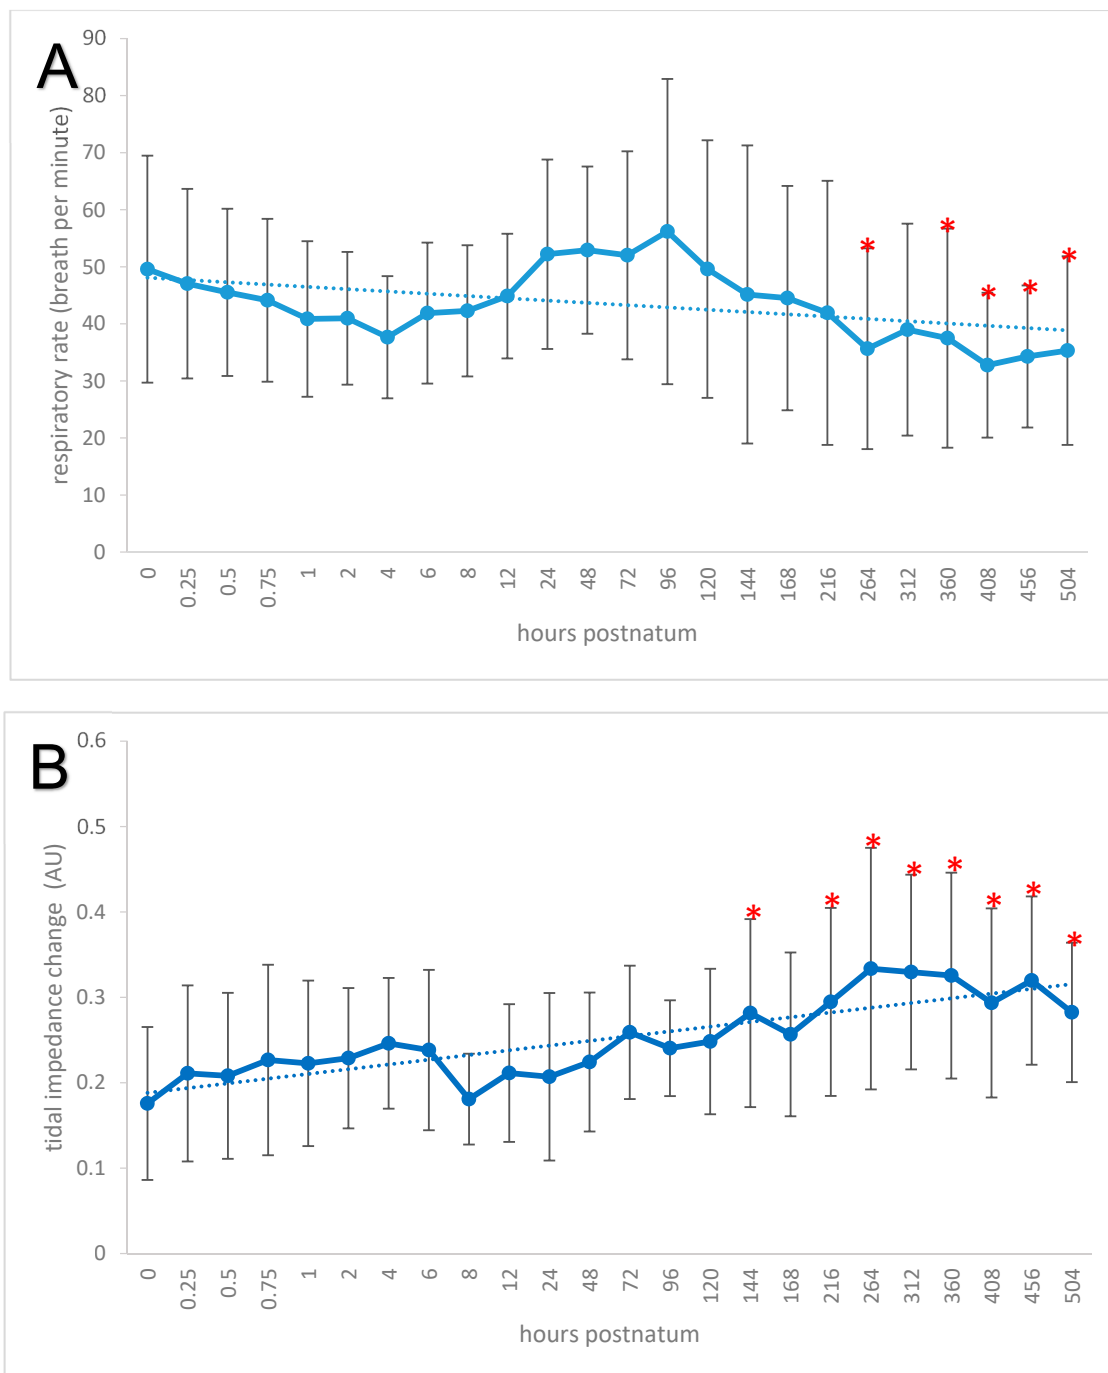 A
respiratory rate (breath per minute)
90
80
70
60
50
40
30
20
10
0
0 0.25 0.5 0.75 1 2 4 6 8 12 24 48 72 96 120 144 168 216 264 312 360 408 456 504
* * * * *
hours postnatum
B
tidal impedance change (AU)
0.6
0.5
0.4
0.3
0.2
0.1
0
0 0.25 0.5 0.75 1 2 4 6 8 12 24 48 72 96 120 144 168 216 264 312 360 408 456 504
* * * * * * * *
hours postnatum